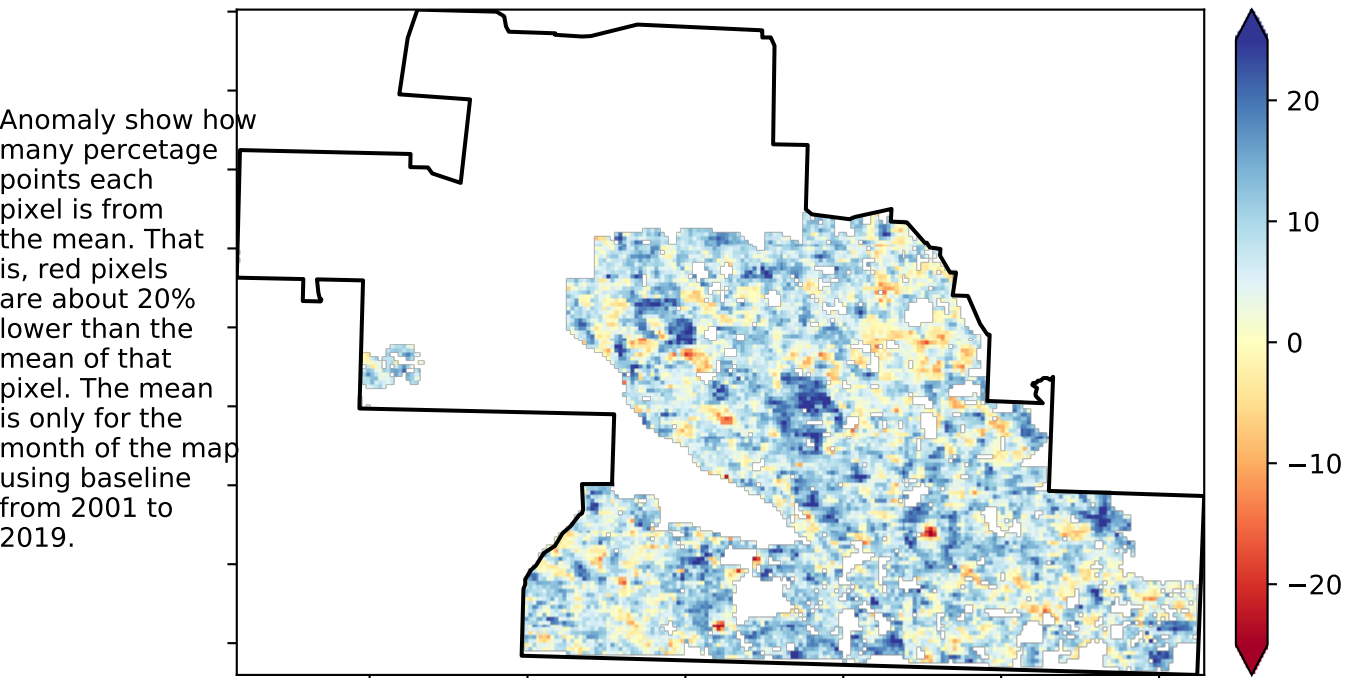 Anomaly show how
many percetage
points each
pixel is from
the mean. That
is, red pixels
are about 20%
lower than the
mean of that
pixel. The mean
is only for the
month of the map
using baseline
from 2001 to
2019.
20
10
0
−10
−20